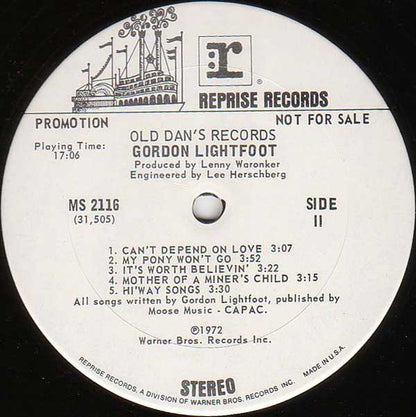 r®
REPRISE RECORDS
PROMOTION
NOT FOR SALE
OLD DAN'S RECORDS
Playing Time:
17:06
GORDON LIGHTFOOT
Produced by Lenny Waronker
Engineered by Lee Herschberg
MS 2116
(31,505)
SIDE
II
1. CAN'T DEPEND ON LOVE 3:07
2. MY PONY WON'T GO 3:52
3. IT'S WORTH BELIEVIN' 3:22
4. MOTHER OF A MINER'S CHILD 3:15
5. HI'WAY SONGS 3:30
All songs written by Gordon Lightfoot, published by
Moose Music - CAPAC.
℗1972
Warner Bros. Records Inc.
STEREO
REPRISE RECORDS, A DIVISION OF WARNER BROS. RECORDS INC. MADE IN U.S.A.